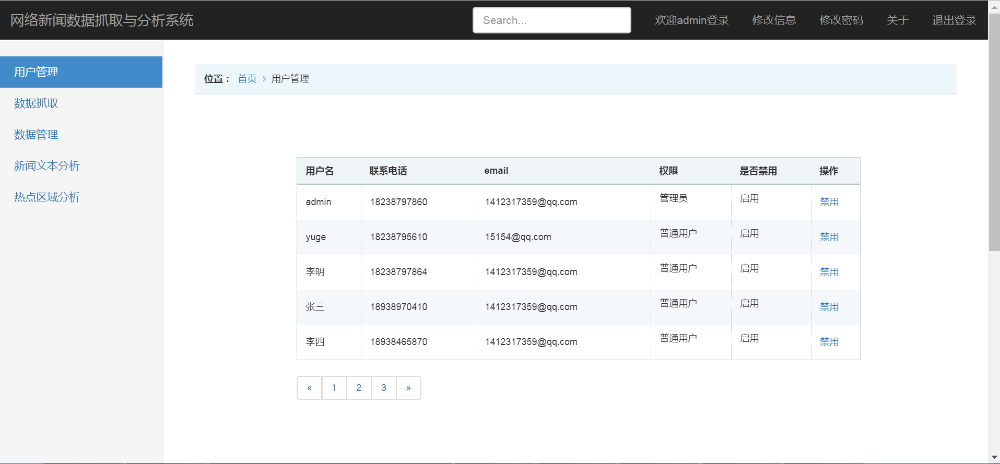 网络新闻数据抓取与分析系统 Search... 欢迎admin登录 修改信息 修改密码 关于 退出登录
用户管理
数据抓取
数据管理
新闻文本分析
热点区域分析
位置： 首页 > 用户管理
用户名 联系电话 email 权限 是否禁用 操作
admin 18238797860 1412317359@qq.com 管理员 启用 禁用
yuge 18238795610 15154@qq.com 普通用户 启用 禁用
李明 18238797864 1412317359@qq.com 普通用户 启用 禁用
张三 18938970410 1412317359@qq.com 普通用户 启用 禁用
李四 18938465870 1412317359@qq.com 普通用户 启用 禁用
« 1 2 3 »